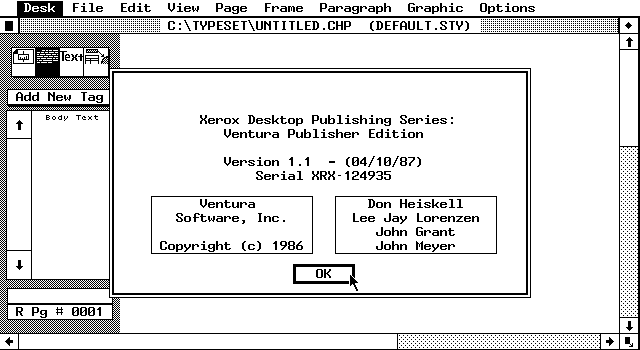 Desk File Edit View Page Frame Paragraph Graphic Options
C:\TYPESET\UNTITLED.CHP (DEFAULT.STY)
Text
Add New Tag
Body Text
Xerox Desktop Publishing Series:
Ventura Publisher Edition
Version 1.1 - (04/10/87)
Serial XRX-124935
Ventura
Software, Inc.
Copyright (c) 1986
Don Heiskell
Lee Jay Lorenzen
John Grant
John Meyer
OK
R Pg # 0001